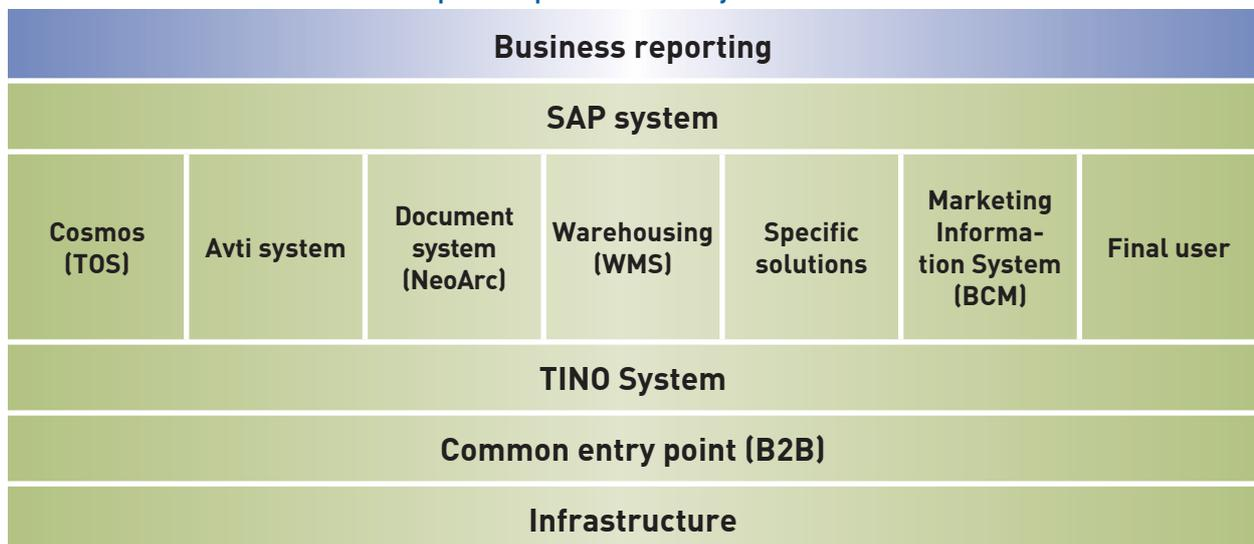 Business reporting
SAP system
Cosmos
(TOS)
Avti system
Document
system
(NeoArc)
Warehousing
(WMS)
Specific
solutions
Marketing
Informa-
tion System
(BCM)
Final user
TINO System
Common entry point (B2B)
Infrastructure